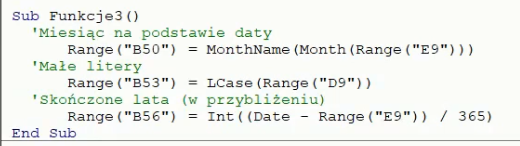 Sub Funkcje3()
'Miesiąc na podstawie daty
Range("B50") = MonthName(Month(Range("E9")))
'Małe litery
Range("B53") = LCase(Range("D9"))
'Skończone lata (w przybliżeniu)
Range("B56") = Int((Date - Range("E9")) / 365)
End Sub